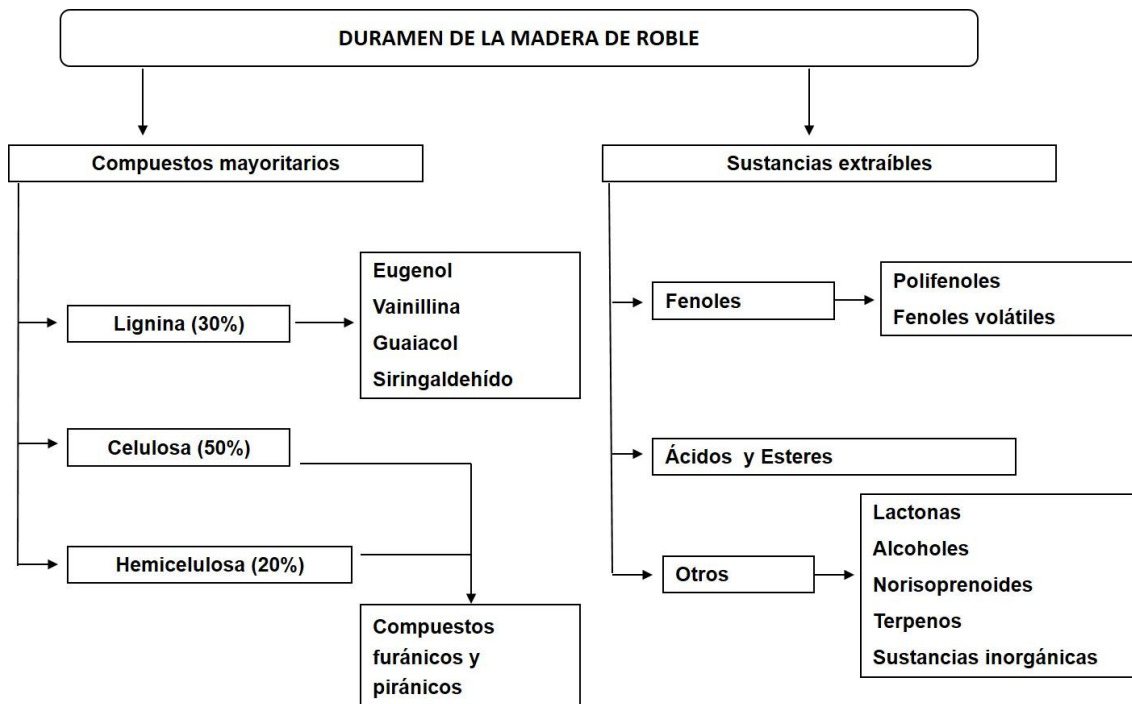 DURAMEN DE LA MADERA DE ROBLE
Compuestos mayoritarios
Lignina (30%)
Eugenol
Vainillina
Guaiacol
Siringaldehído
Celulosa (50%)
Hemicelulosa (20%)
Compuestos
furánicos y
piránicos
Sustancias extraíbles
Fenoles
Polifenoles
Fenoles volátiles
Ácidos y Esteres
Otros
Lactonas
Alcoholes
Norisoprenoides
Terpenos
Sustancias inorgánicas